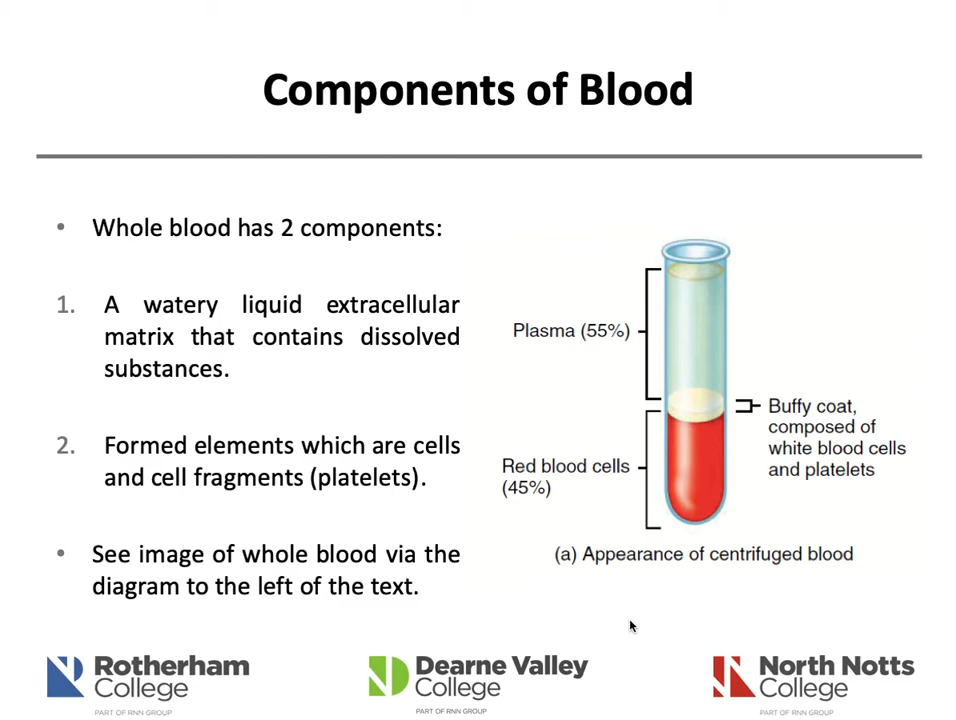 Components of Blood
• Whole blood has 2 components:
1. A watery liquid extracellular
matrix that contains dissolved
substances.
2. Formed elements which are cells
and cell fragments (platelets).
• See image of whole blood via the
diagram to the left of the text.
Plasma (55%)
Buffy coat,
composed of
white blood cells
and platelets
Red blood cells
(45%)
(a) Appearance of centrifuged blood
Rotherham
College
PART OF RNN GROUP
Dearne Valley
College
PART OF RNN GROUP
North Notts
College
PART OF RNN GROUP